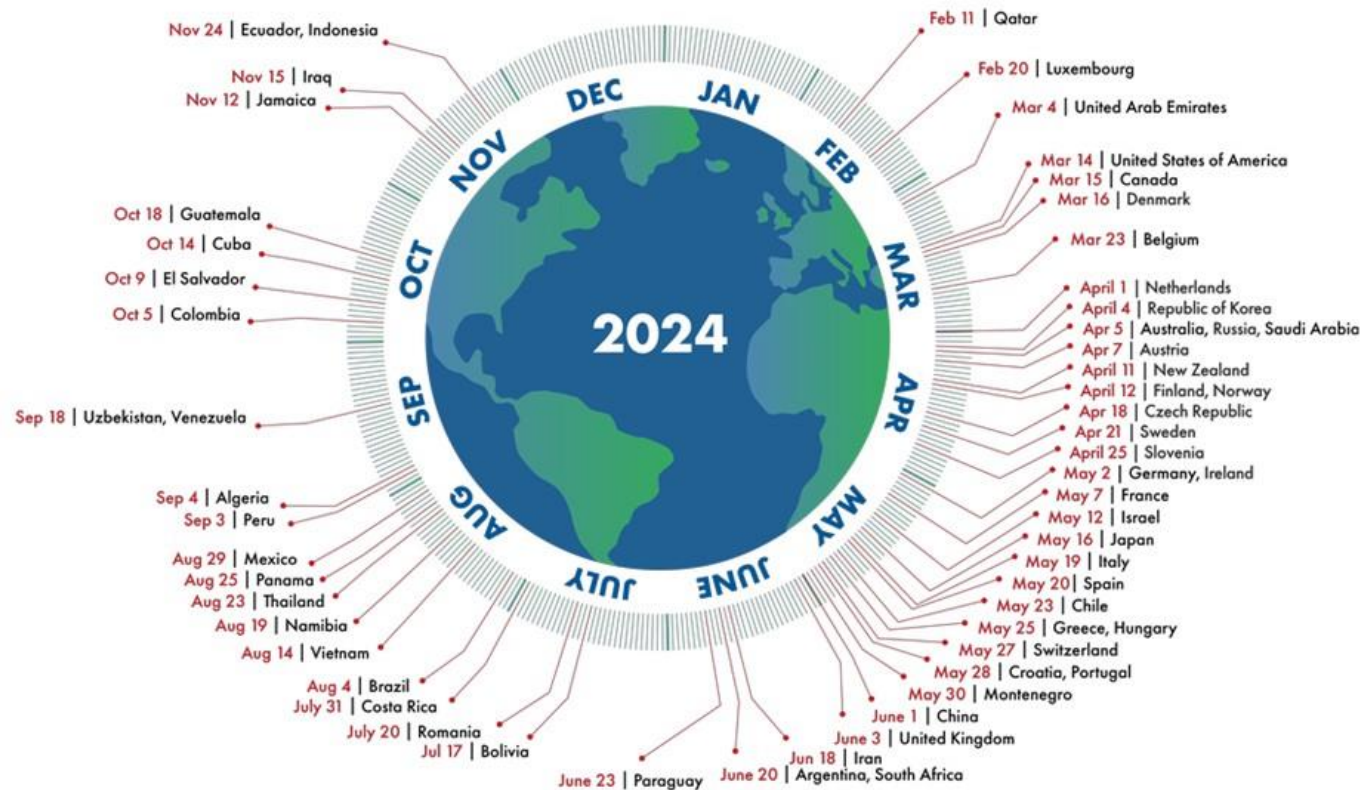 Nov 24 | Ecuador, Indonesia
Nov 15 | Iraq
Nov 12 | Jamaica
Oct 18 | Guatemala
Oct 14 | Cuba
Oct 9 | El Salvador
Oct 5 | Colombia
Sep 18 | Uzbekistan, Venezuela
Sep 4 | Algeria
Sep 3 | Peru
Aug 29 | Mexico
Aug 25 | Panama
Aug 23 | Thailand
Aug 19 | Namibia
Aug 14 | Vietnam
Aug 4 | Brazil
July 31 | Costa Rica
July 20 | Romania
Jul 17 | Bolivia
JAN
FEB
MAR
APR
MAY
JUNE
JULY
AUG
SEP
OCT
NOV
DEC
2024
Feb 11 | Qatar
Feb 20 | Luxembourg
Mar 4 | United Arab Emirates
Mar 14 | United States of America
Mar 15 | Canada
Mar 16 | Denmark
Mar 23 | Belgium
April 1 | Netherlands
April 4 | Republic of Korea
Apr 5 | Australia, Russia, Saudi Arabia
Apr 7 | Austria
April 11 | New Zealand
April 12 | Finland, Norway
Apr 18 | Czech Republic
Apr 21 | Sweden
April 25 | Slovenia
May 2 | Germany, Ireland
May 7 | France
May 12 | Israel
May 16 | Japan
May 19 | Italy
May 20| Spain
May 23 | Chile
May 25 | Greece, Hungary
May 27 | Switzerland
May 28 | Croatia, Portugal
May 30 | Montenegro
June 1 | China
June 3 | United Kingdom
Jun 18 | Iran
June 20 | Argentina, South Africa
June 23 | Paraguay